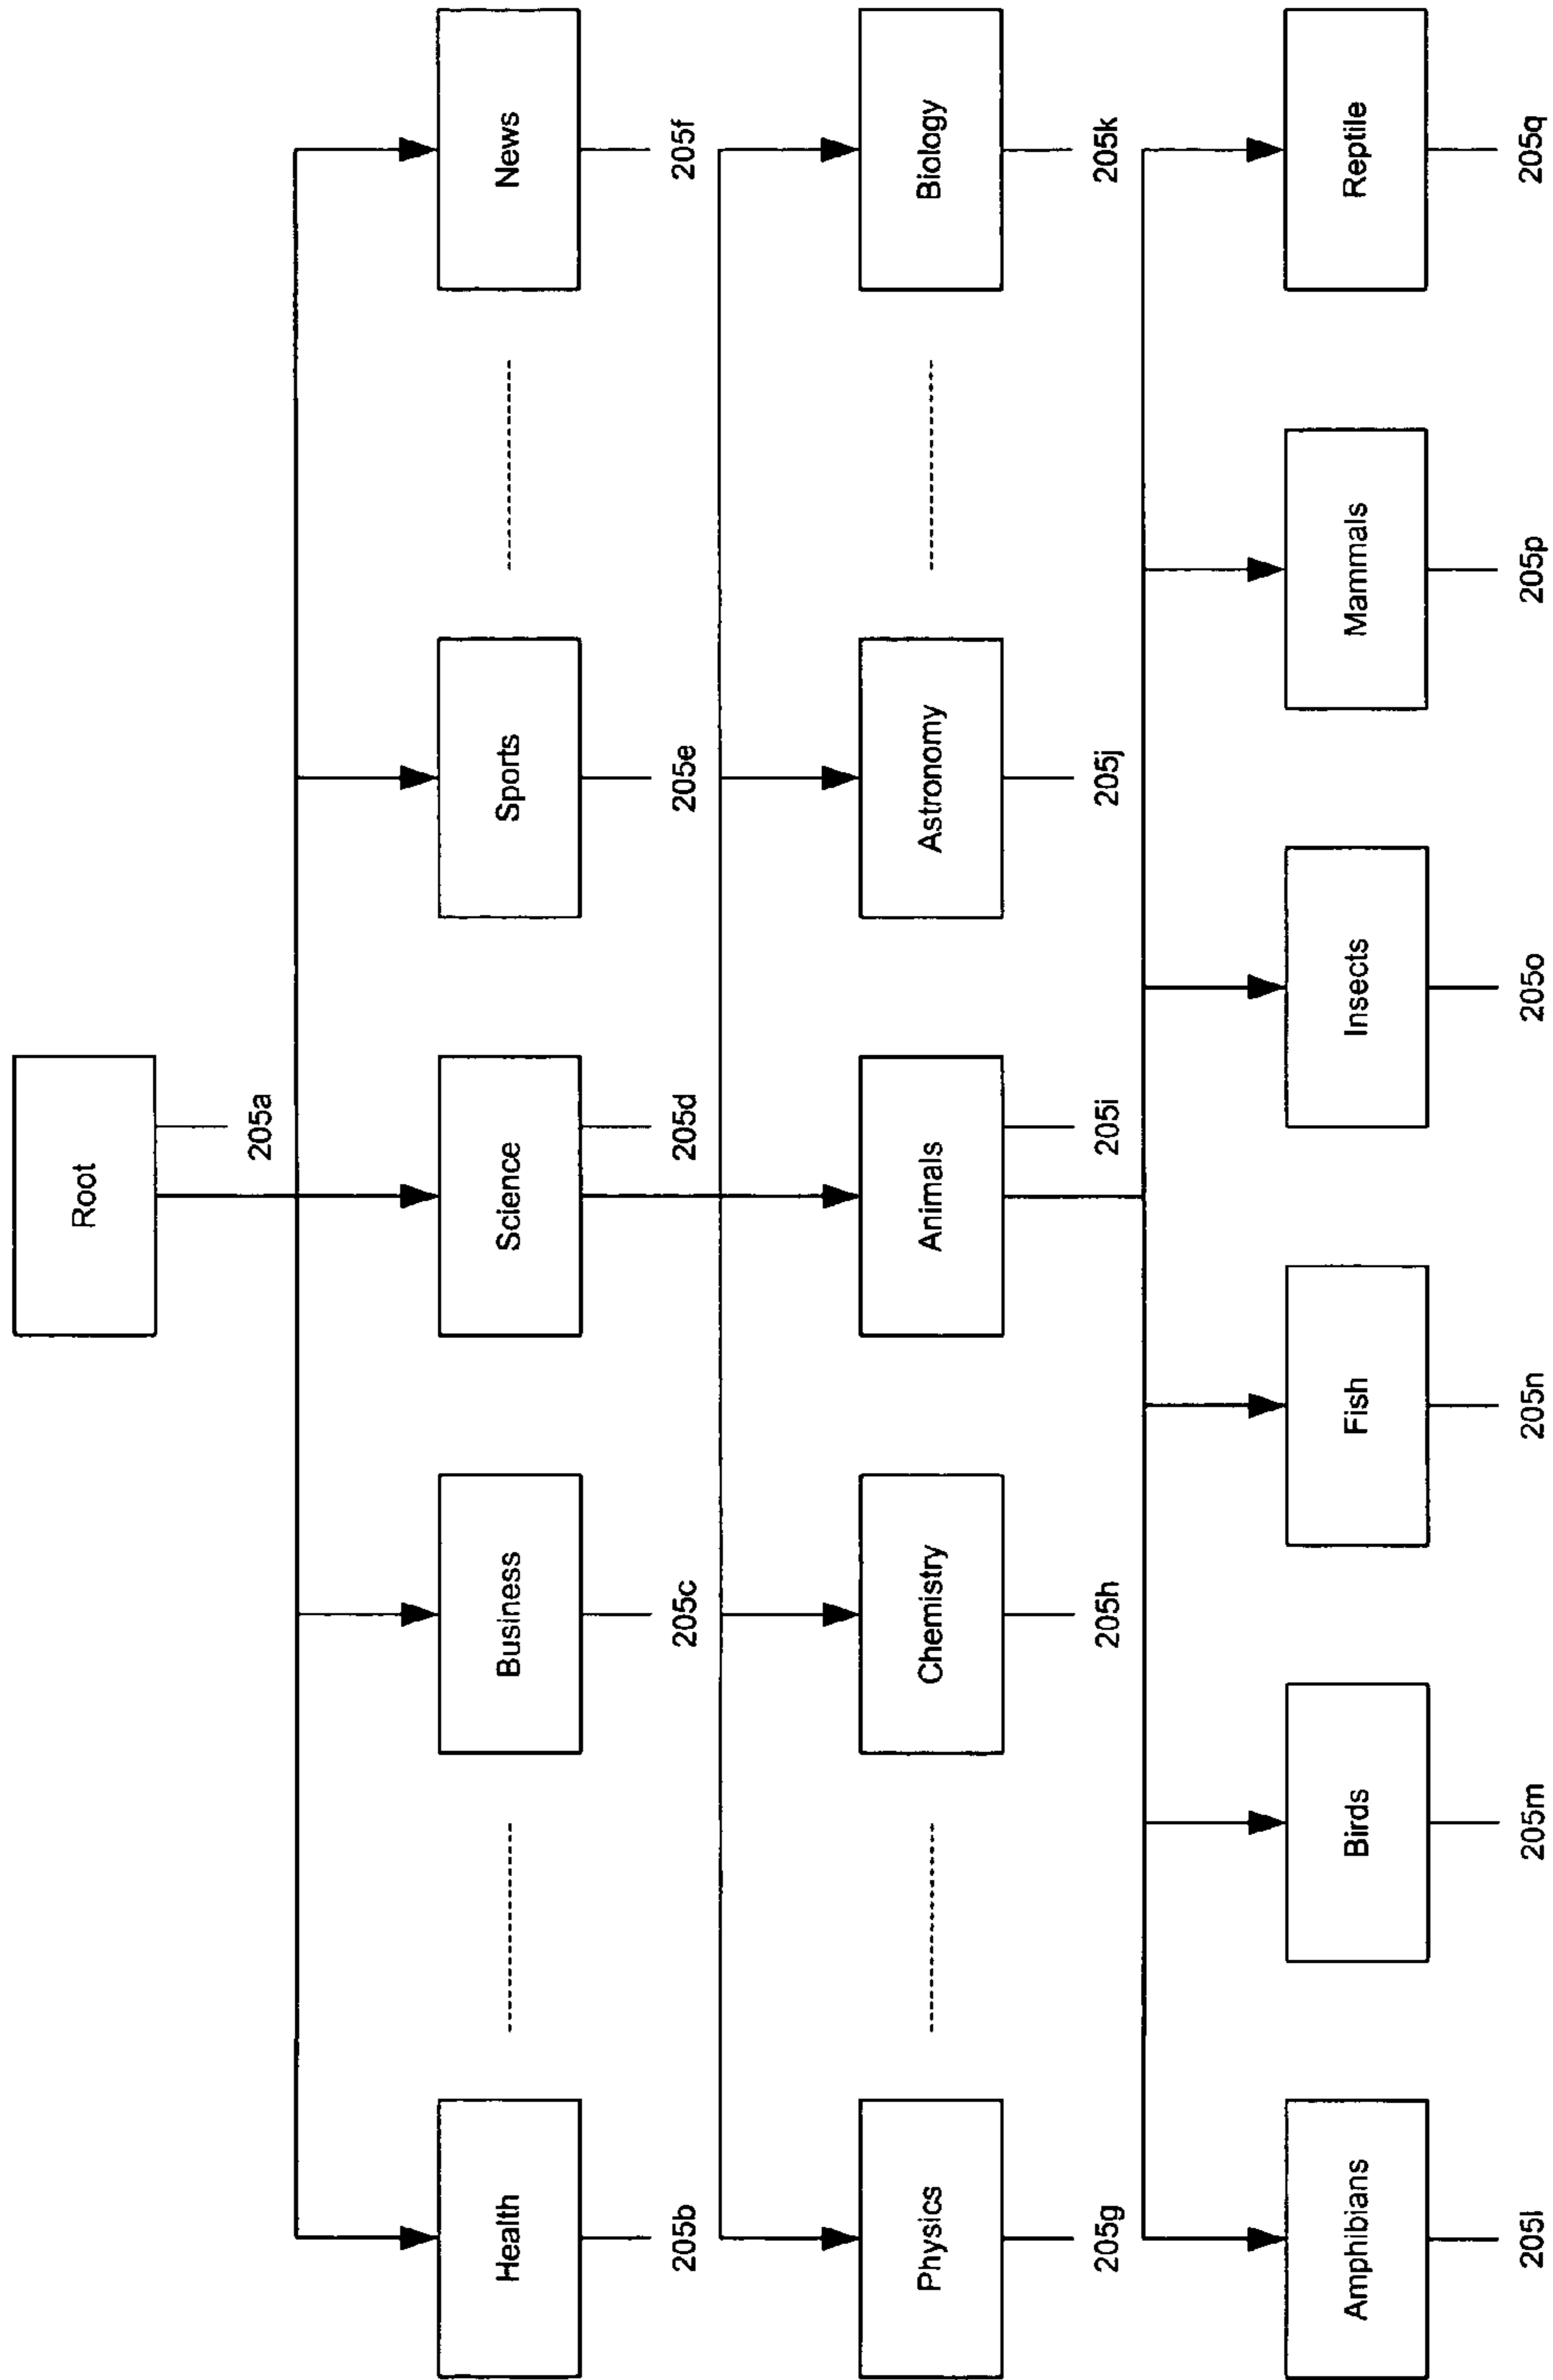 Root
205a
Health
Business
Science
Sports
News
205b
205c
205d
205e
205f
Physics
Chemistry
Animals
Astronomy
Biology
205g
205h
205i
205j
205k
Amphibians
Birds
Fish
Insects
Mammals
Reptile
205l
205m
205n
205o
205p
205q